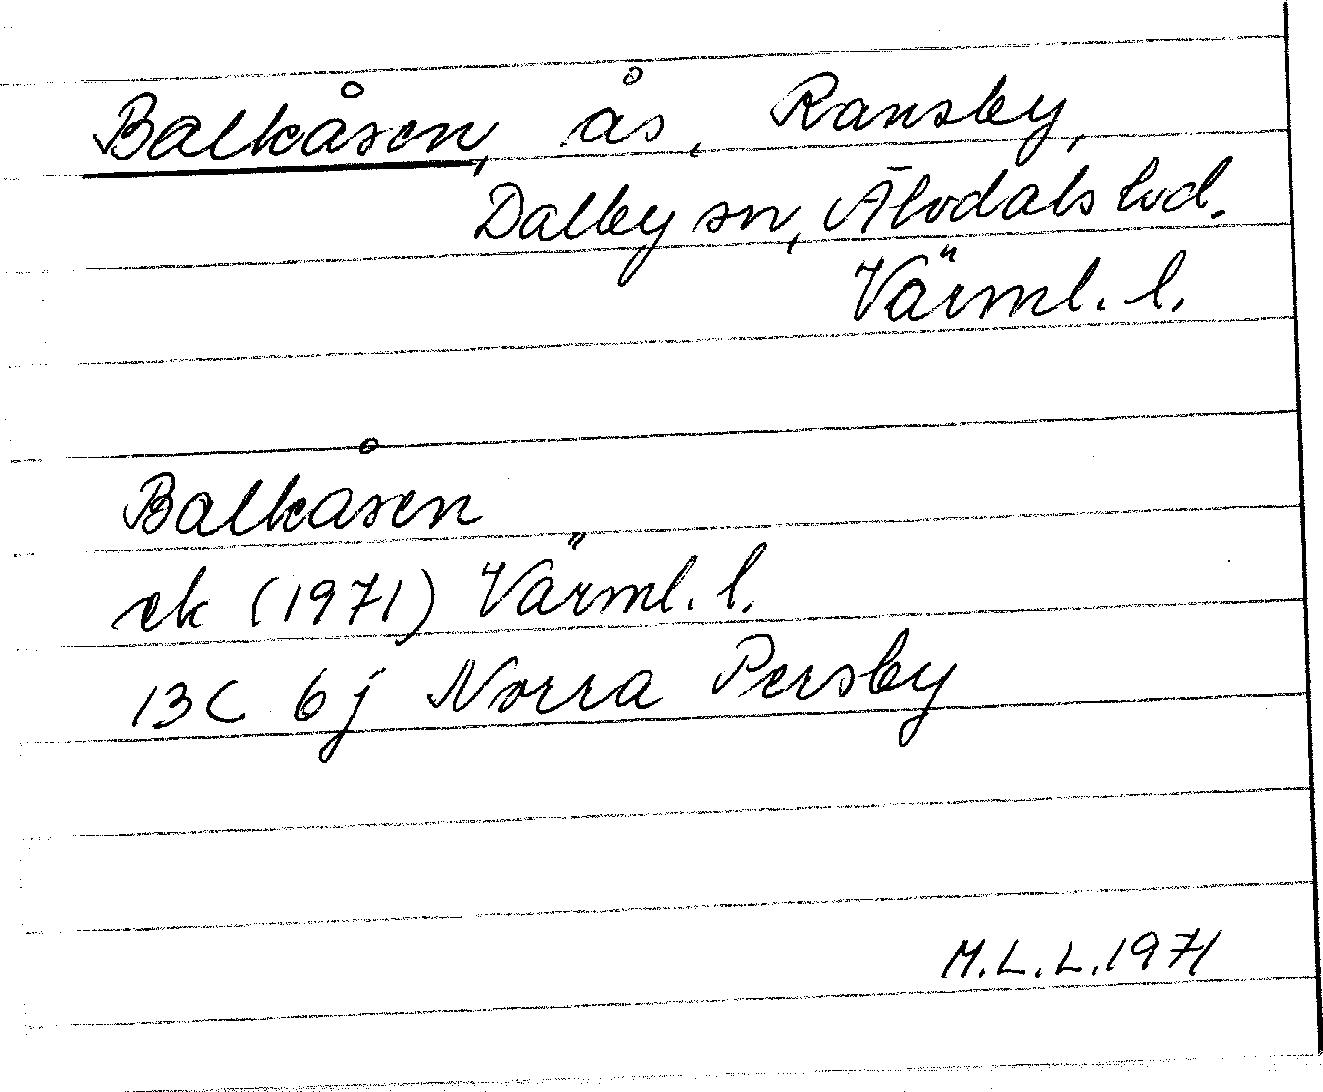 Balkåsen, ås, Ransby,
Dalby sn, Älvdals hd.
Värml. l.
Balkåsen
ek (1971) Värml. l.
13C 6j Norra Persby
M.L.L. 1971